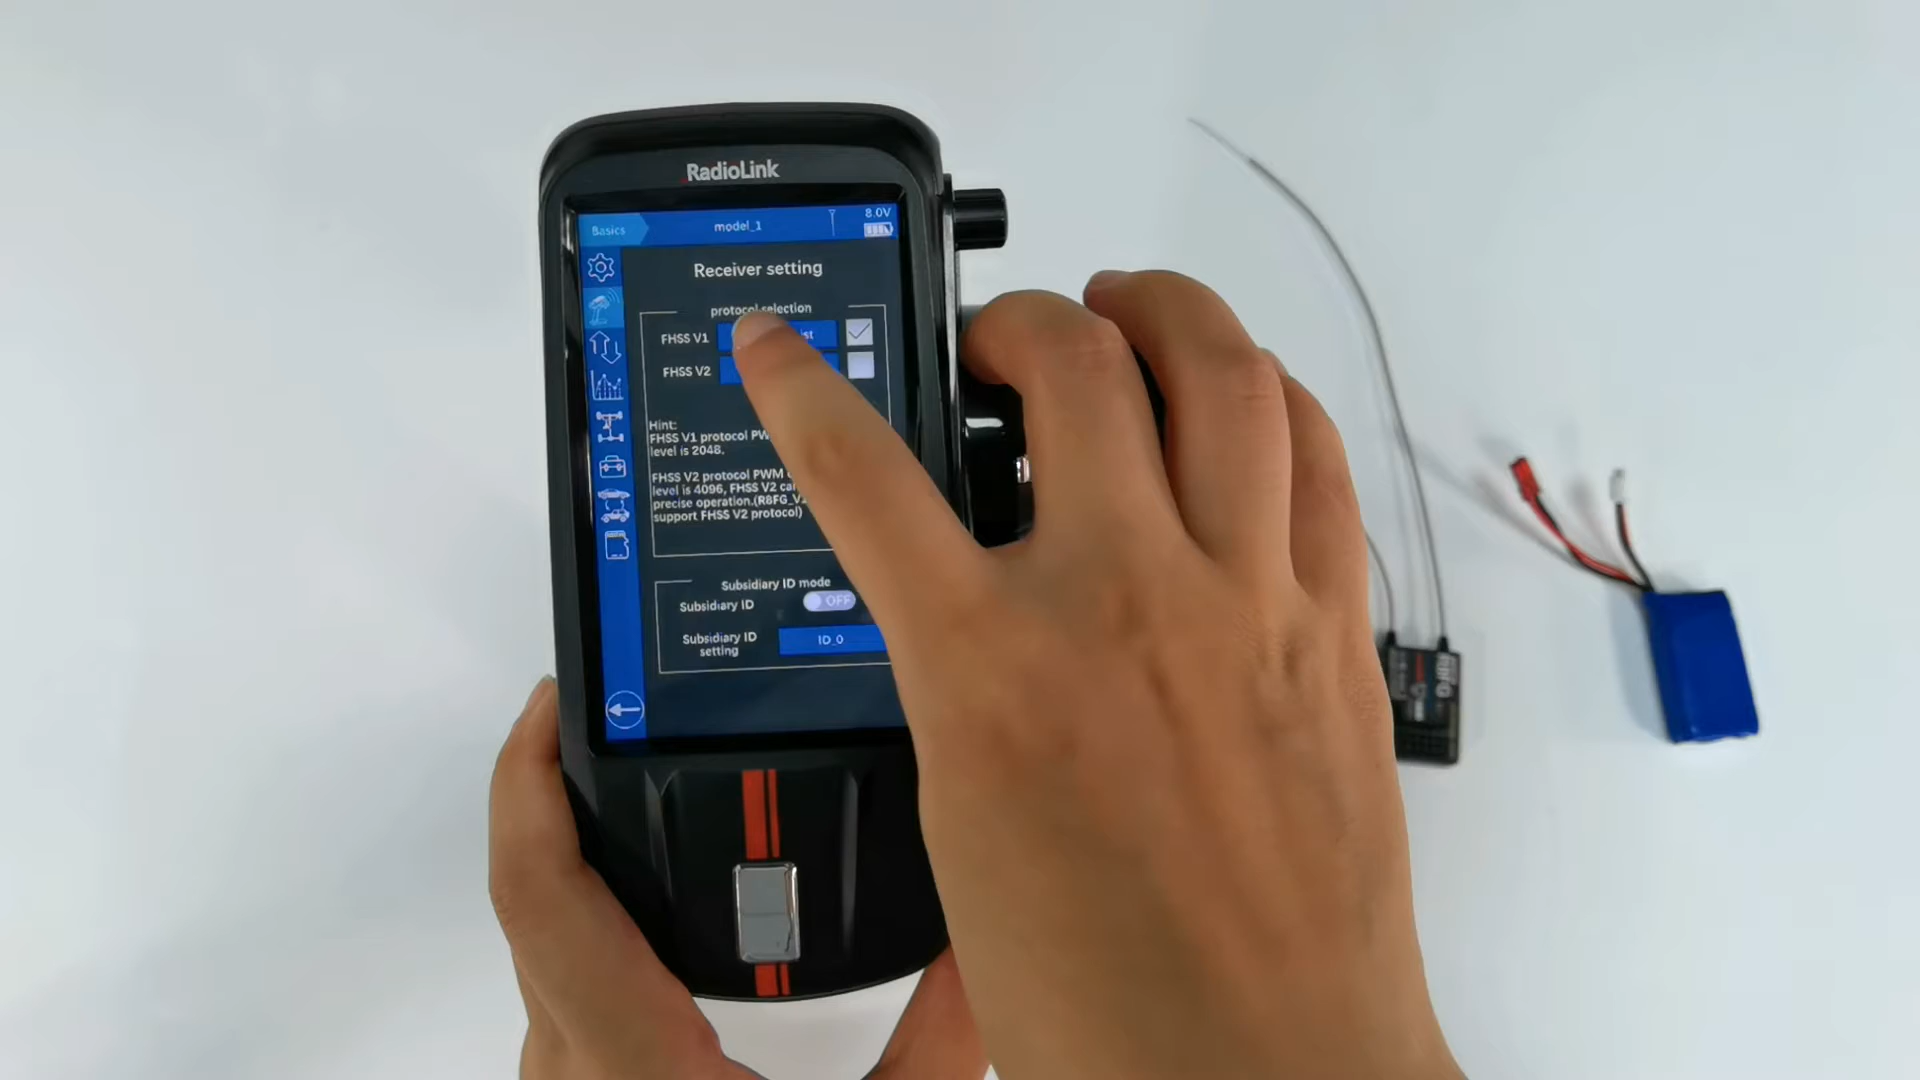 RadioLink
Basics
model_1
8.0V
Receiver setting
protocol selection
FHSS V1
FHSS V2
Hint:
FHSS V1 protocol PW
level is 2048.
FHSS V2 protocol PWM
level is 4096, FHSS V2 ca
precise operation.(R8FG_V
support FHSS V2 protocol)
Subsidiary ID mode
Subsidiary ID
OFF
Subsidiary ID
setting
ID_0
R8FG